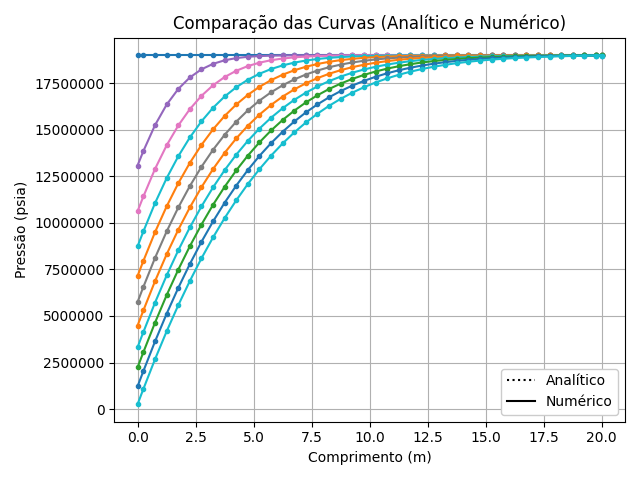 Comparação das Curvas (Analítico e Numérico)
Pressão (psia)
17500000
15000000
12500000
10000000
7500000
5000000
2500000
0
Analítico
Numérico
0.0 2.5 5.0 7.5 10.0 12.5 15.0 17.5 20.0
Comprimento (m)